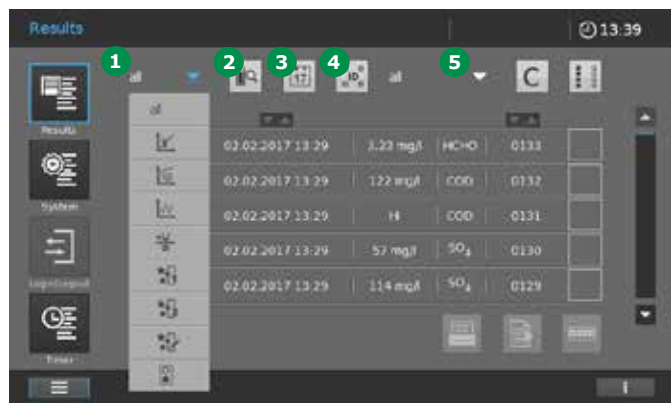 Results 13:39
1 2 3 4 5
all 17 ID all C
all
Results
02.02.2017 13:29 3.23 mg/l HCHO 0133
02.02.2017 13:29 122 mg/l COD 0132
System
02.02.2017 13:29 HI COD 0131
02.02.2017 13:29 57 mg/l SO4 0130
Login/Logout
02.02.2017 13:29 114 mg/l SO4 0129
Timer
i